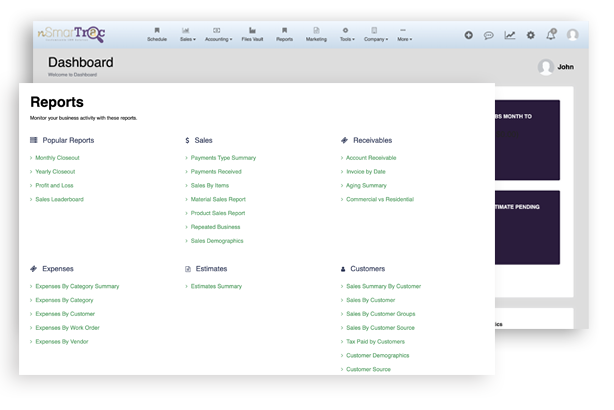 nSmarTrac
Schedule Sales Accounting Files Vault Reports Marketing Tools Company More
Dashboard
Welcome to Dashboard
John
Reports
Monitor your business activity with these reports.
Popular Reports
Monthly Closeout
Yearly Closeout
Profit and Loss
Sales Leaderboard
Sales
Payments Type Summary
Payments Received
Sales By Items
Material Sales Report
Product Sales Report
Repeated Business
Sales Demographics
Receivables
Account Receivable
Invoice by Date
Aging Summary
Commercial vs Residential
Expenses
Expenses By Category Summary
Expenses By Category
Expenses By Customer
Expenses By Work Order
Expenses By Vendor
Estimates
Estimates Summary
Customers
Sales Summary By Customer
Sales By Customer
Sales By Customer Groups
Sales By Customer Source
Tax Paid by Customers
Customer Demographics
Customer Source
BS MONTH TO
TIMATE PENDING